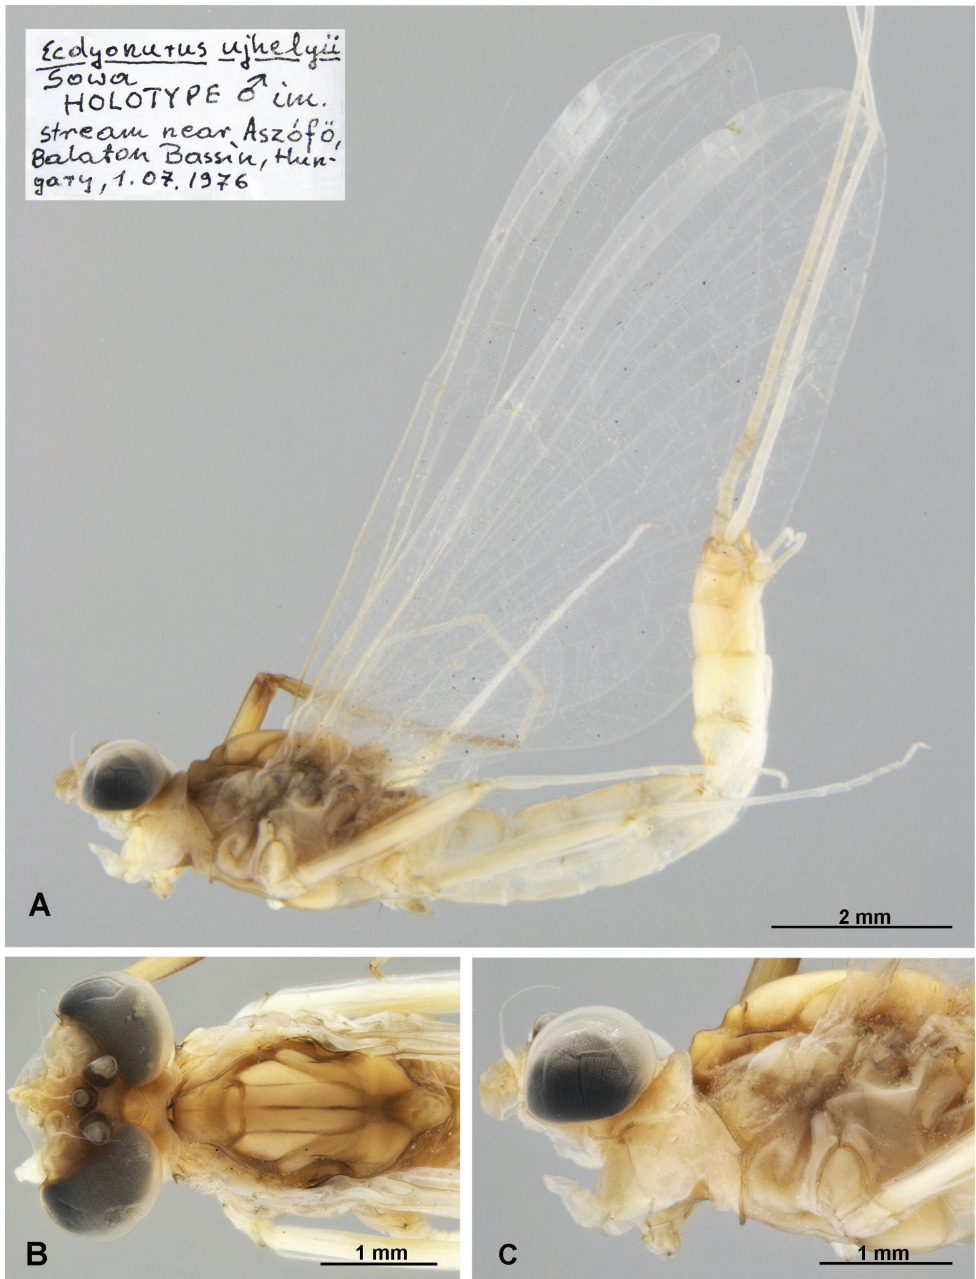 Ecdyonurus ujhelyii
Sowa
HOLOTYPE ♂ im.
stream near Aszófö,
Balaton Bassin, Hun-
gary, 1.07.1976
A
2 mm
B
1 mm
C
1 mm